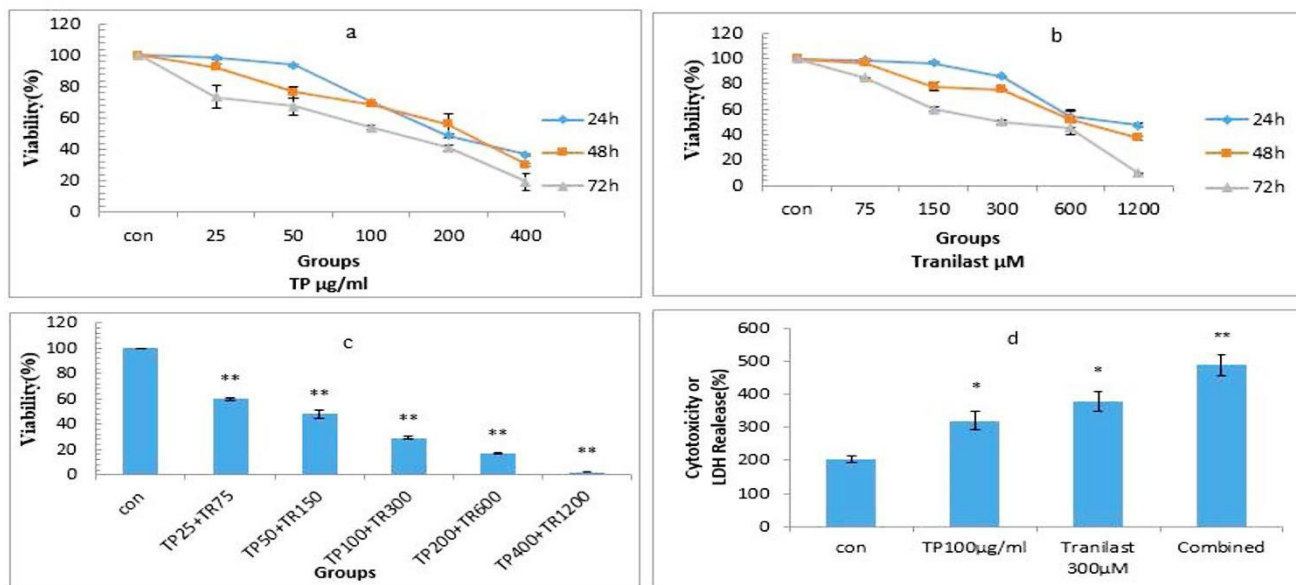 a
Viability(%)
120
100
80
60
40
20
0
con 25 50 100 200 400
Groups
TP µg/ml
24h
48h
72h
b
Viability(%)
120
100
80
60
40
20
0
con 75 150 300 600 1200
Groups
Tranilast µM
24h
48h
72h
c
Viability(%)
120
100
80
60
40
20
0
**
**
**
**
**
con TP25+TR75 TP50+TR150 TP100+TR300 TP200+TR600 TP400+TR1200
Groups
d
Cytotoxicity or
LDH Realease(%)
600
500
400
300
200
100
0
*
*
**
con TP100µg/ml Tranilast Combined
300µM